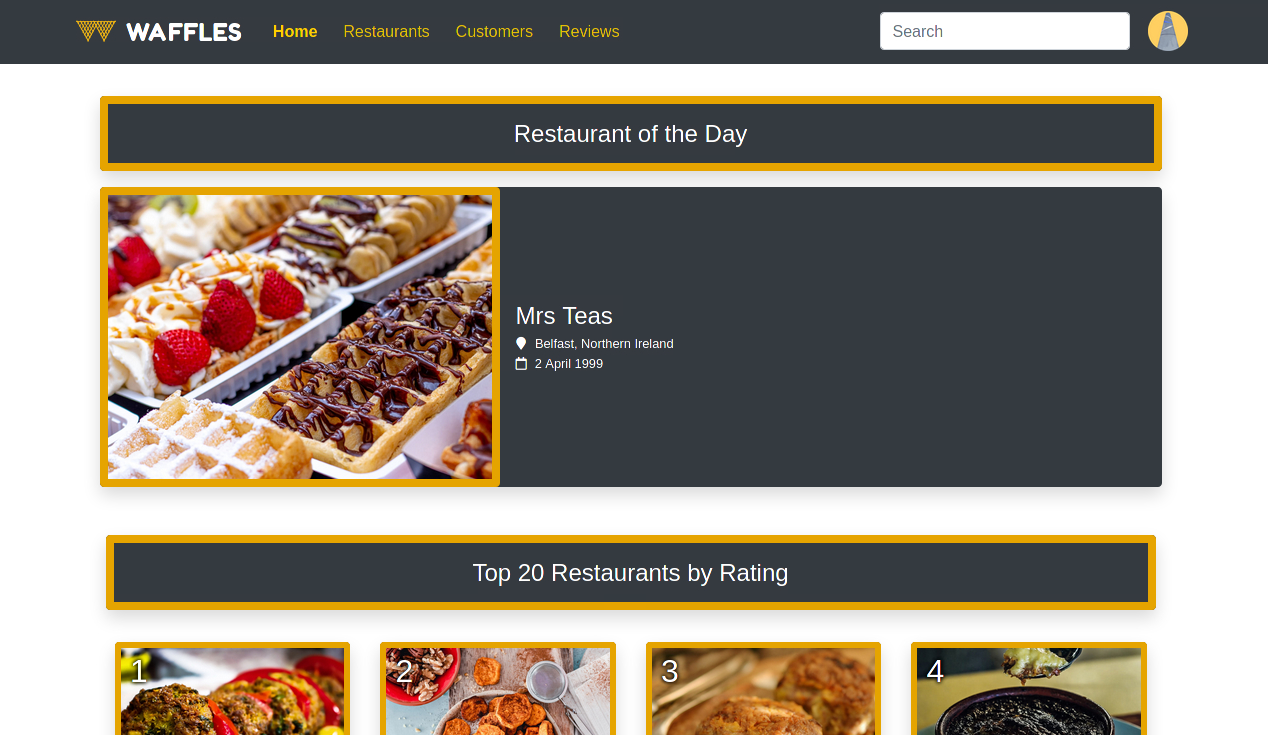 WAFFLES
Home
Restaurants
Customers
Reviews
Search
Restaurant of the Day
Mrs Teas
Belfast, Northern Ireland
2 April 1999
Top 20 Restaurants by Rating
1
2
3
4